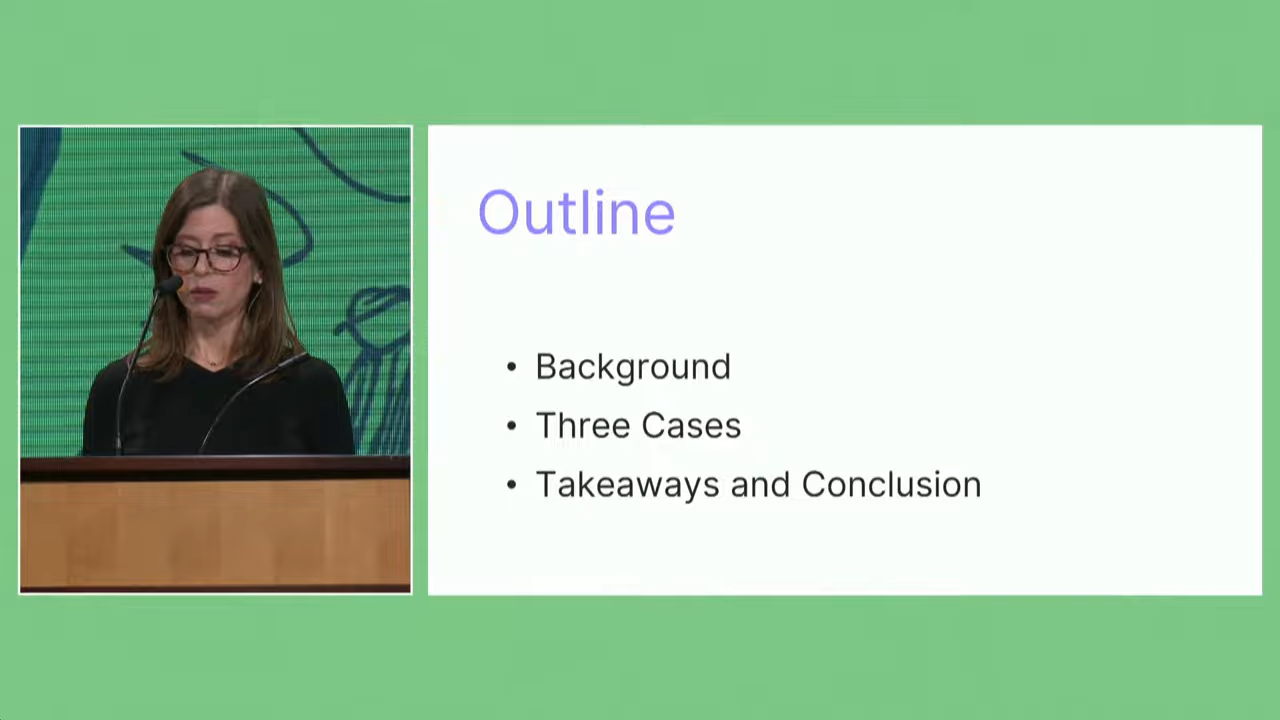 Outline
• Background
• Three Cases
• Takeaways and Conclusion